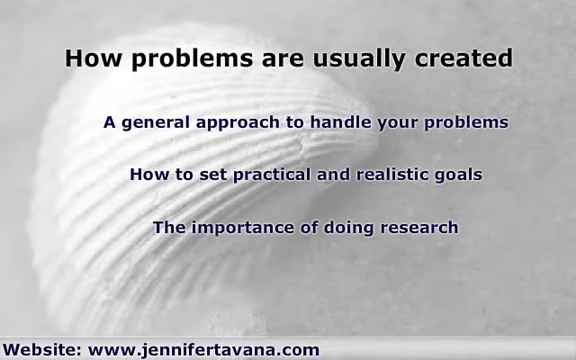 How problems are usually created
A general approach to handle your problems
How to set practical and realistic goals
The importance of doing research
Website: www.jennifertavana.com